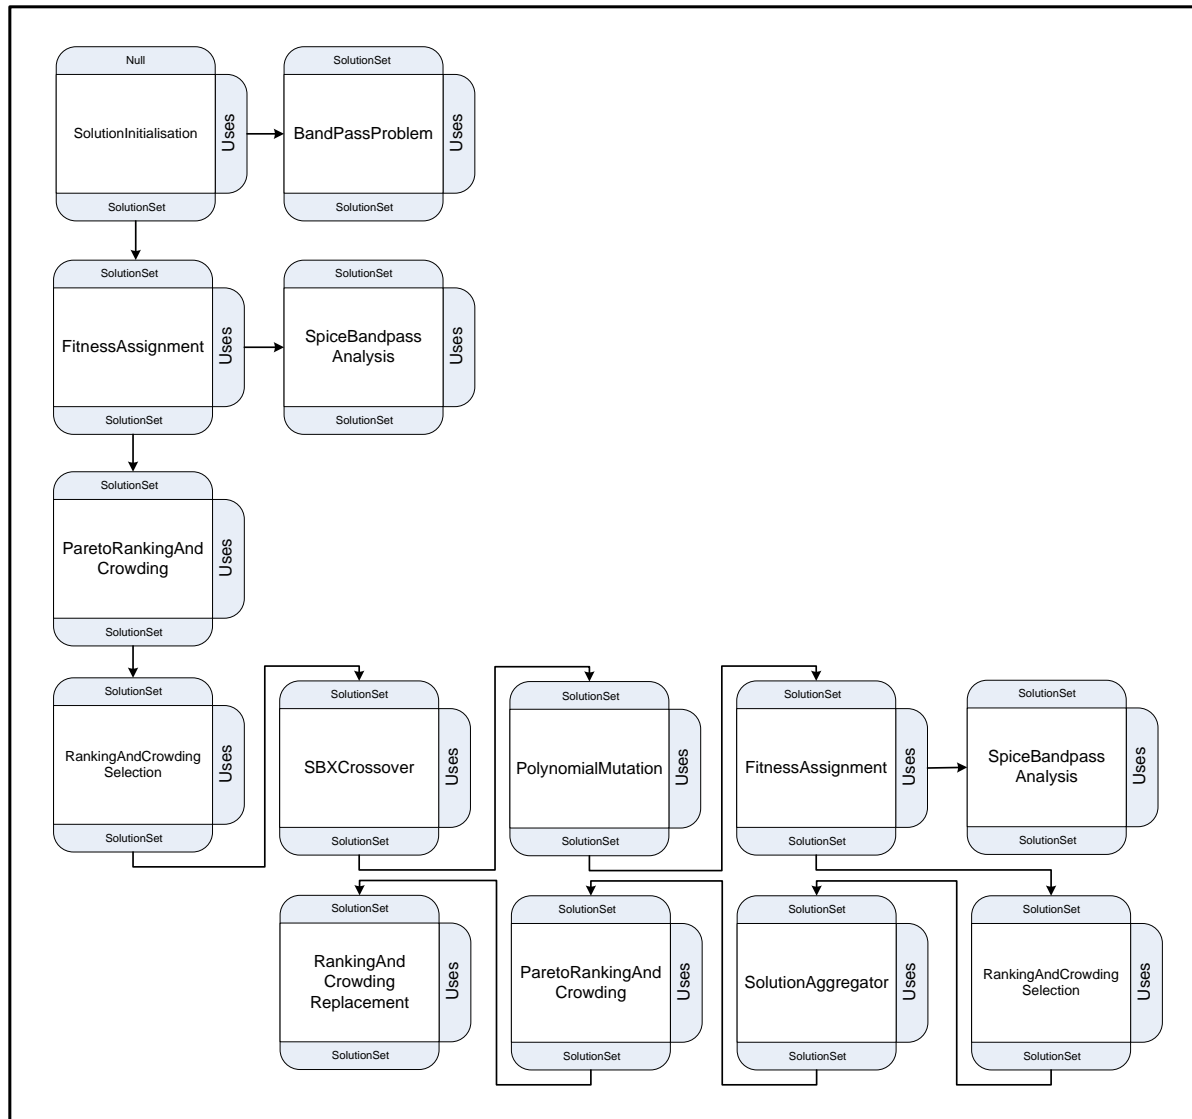 Null
SolutionInitialisation
Uses
SolutionSet
SolutionSet
BandPassProblem
Uses
SolutionSet
SolutionSet
FitnessAssignment
Uses
SolutionSet
SolutionSet
SpiceBandpass
Analysis
Uses
SolutionSet
SolutionSet
ParetoRankingAnd
Crowding
Uses
SolutionSet
SolutionSet
RankingAndCrowding
Selection
Uses
SolutionSet
SolutionSet
SBXCrossover
Uses
SolutionSet
SolutionSet
PolynomialMutation
Uses
SolutionSet
SolutionSet
FitnessAssignment
Uses
SolutionSet
SolutionSet
SpiceBandpass
Analysis
Uses
SolutionSet
SolutionSet
RankingAnd
Crowding
Replacement
Uses
SolutionSet
SolutionSet
ParetoRankingAnd
Crowding
Uses
SolutionSet
SolutionSet
SolutionAggregator
Uses
SolutionSet
SolutionSet
RankingAndCrowding
Selection
Uses
SolutionSet